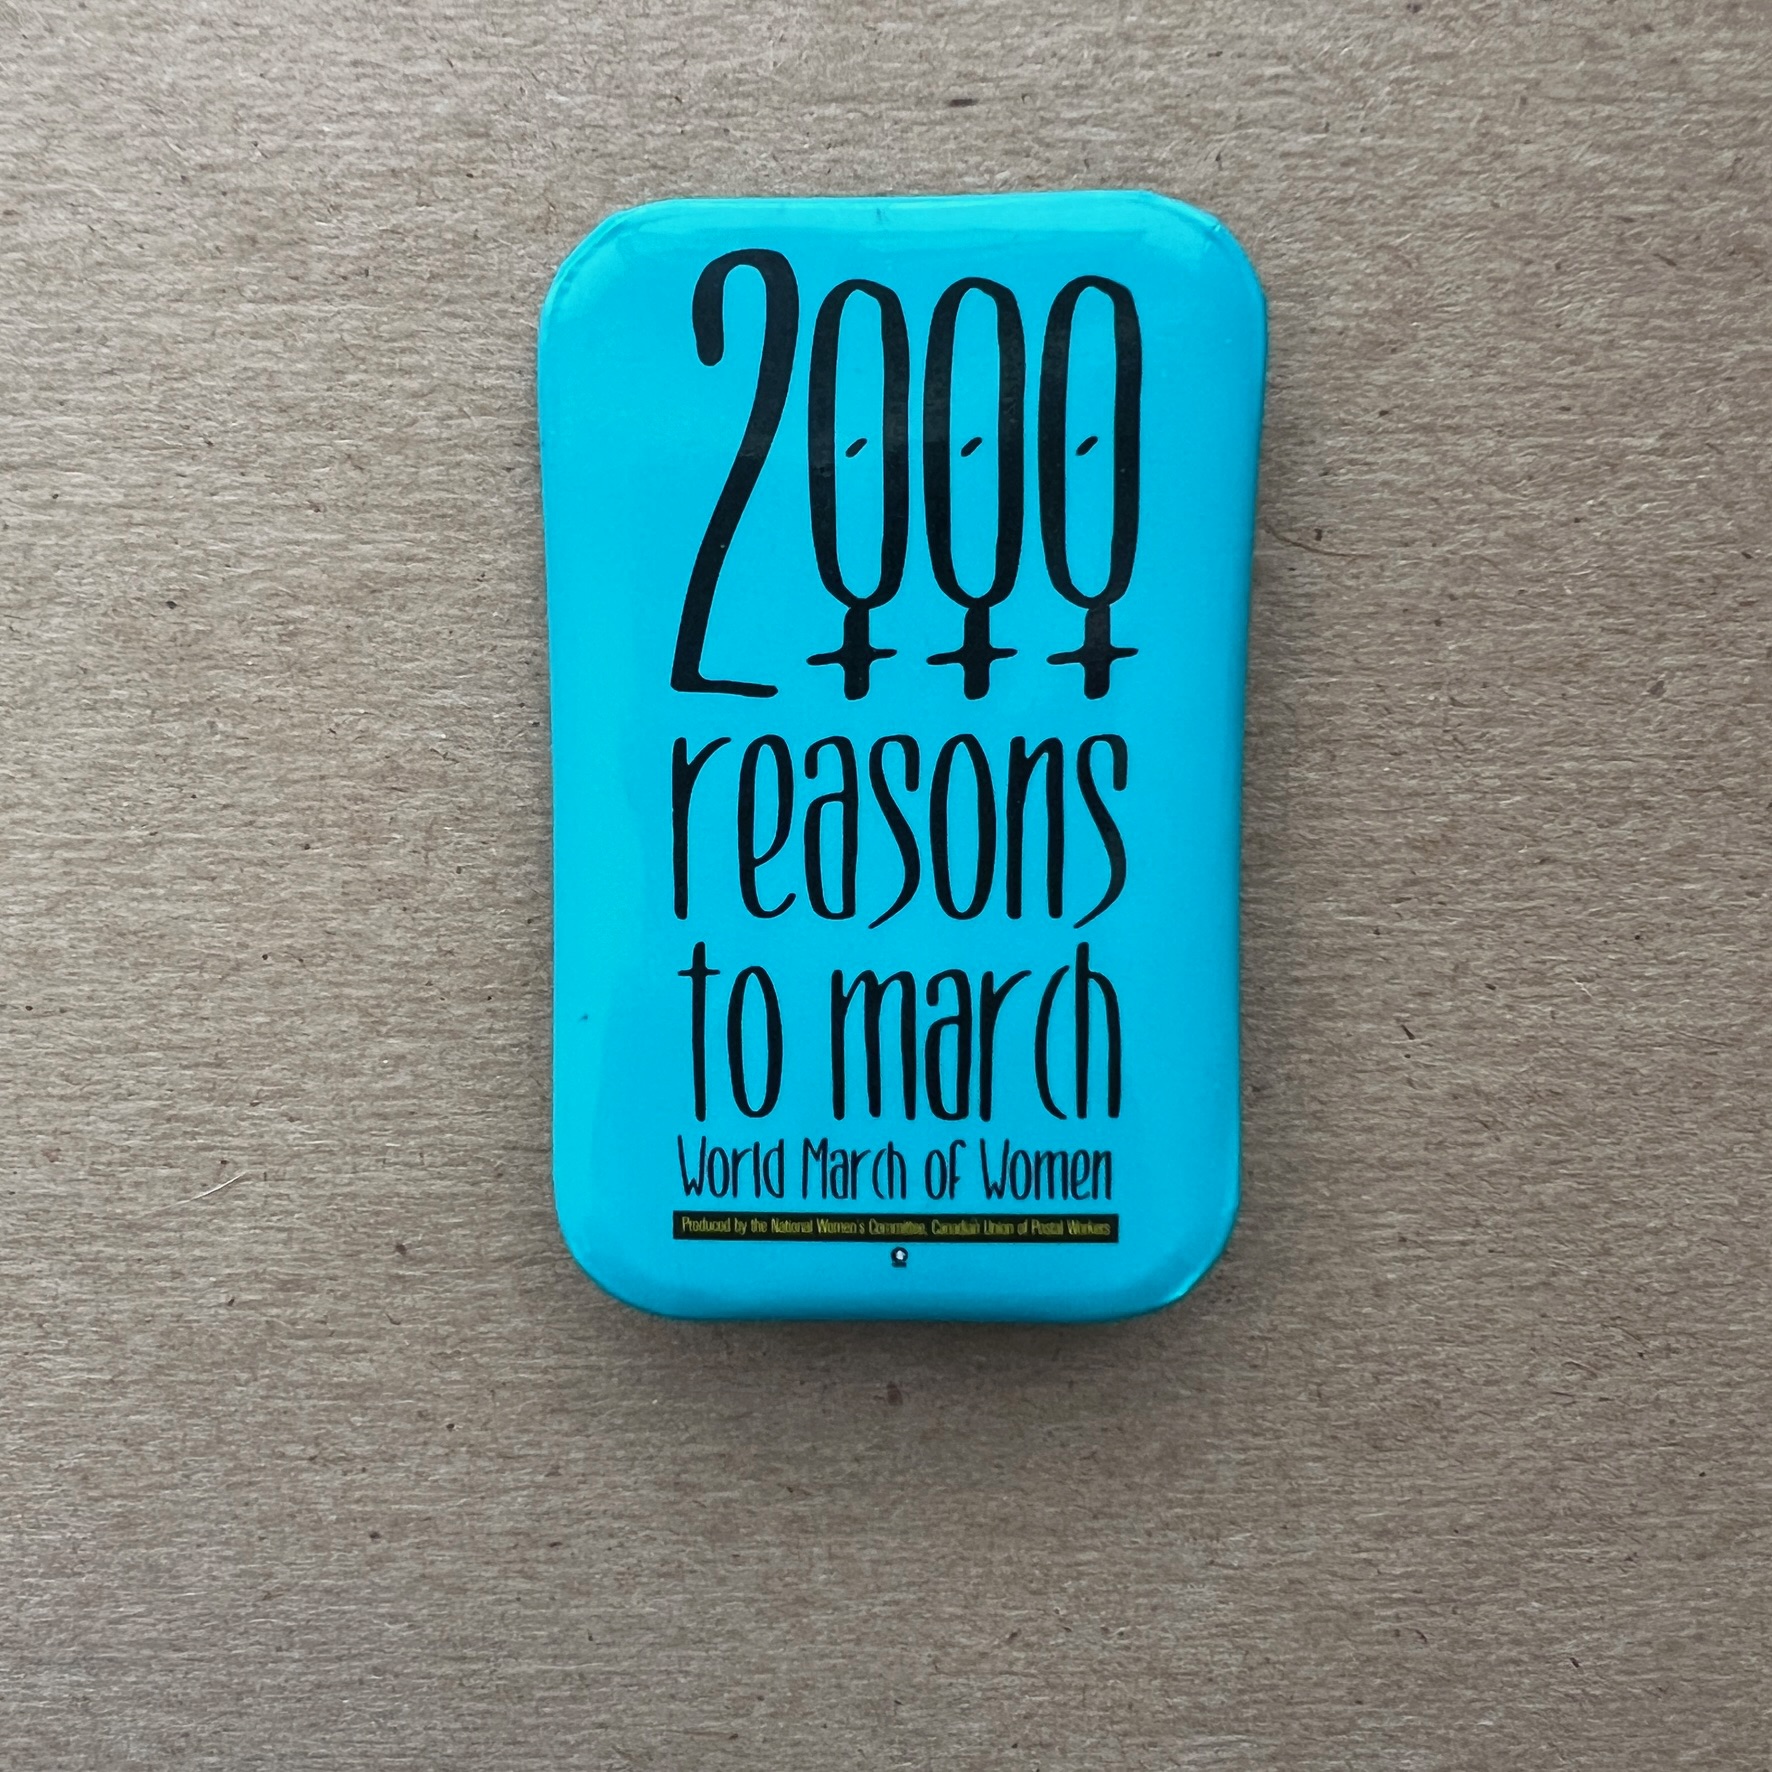 2000
reasons
to march
World March of Women
Produced by the National Women's Committee, Canadian Union of Postal Workers